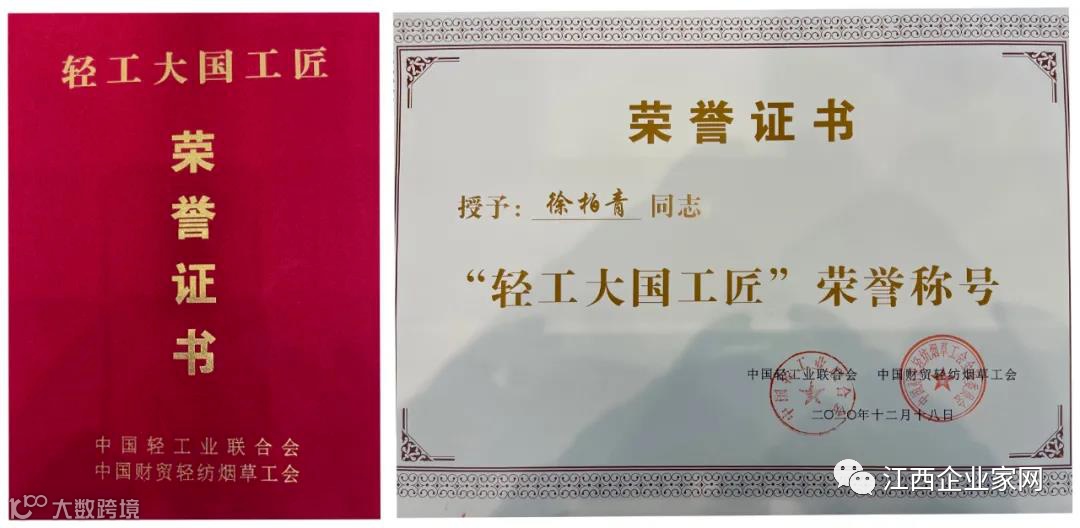 轻工大国工匠
荣
誉
证
书
中国轻工业联合会
中国财贸轻纺烟草工会
大数跨境
荣誉证书
授予：徐柏青 同志
“轻工大国工匠”荣誉称号
中国轻工业联合会 中国财贸轻纺烟草工会
二〇二〇年十二月十八日
江西企业家网